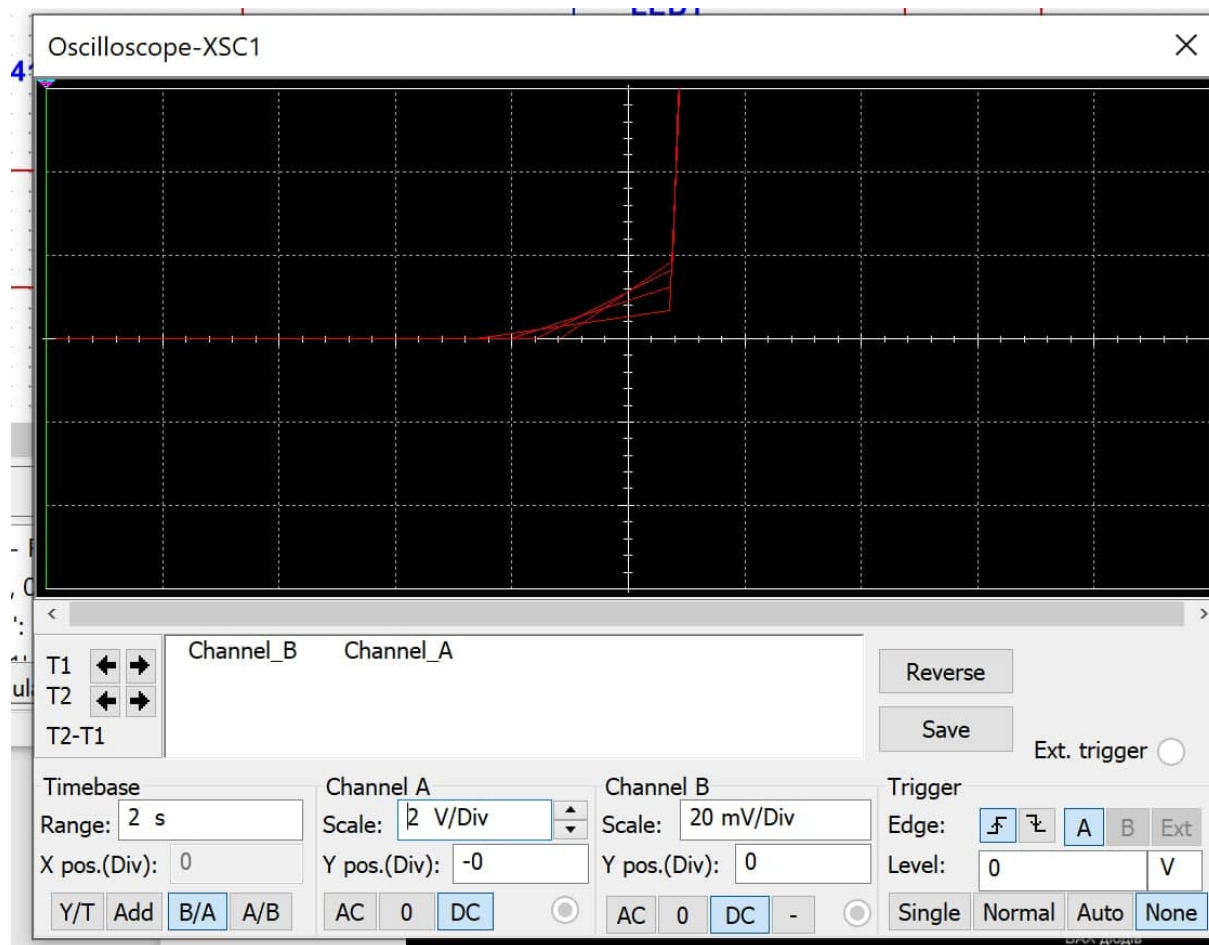 LED1
Oscilloscope-XSC1
Channel_B Channel_A
T1
T2
T2-T1
Reverse
Save
Ext. trigger
Timebase
Range: 2 s
X pos.(Div): 0
Y/T Add B/A A/B
Channel A
Scale: 2 V/Div
Y pos.(Div): -0
AC 0 DC
Channel B
Scale: 20 mV/Div
Y pos.(Div): 0
AC 0 DC -
Trigger
Edge: A B Ext
Level: 0 V
Single Normal Auto None